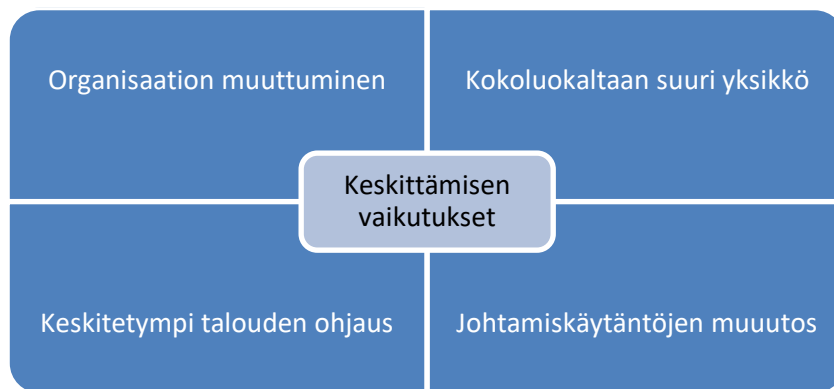 Organisaation muuttuminen
Kokoluokaltaan suuri yksikkö
Keskittämisen
vaikutukset
Keskitetympi talouden ohjaus
Johtamiskäytäntöjen muuutos